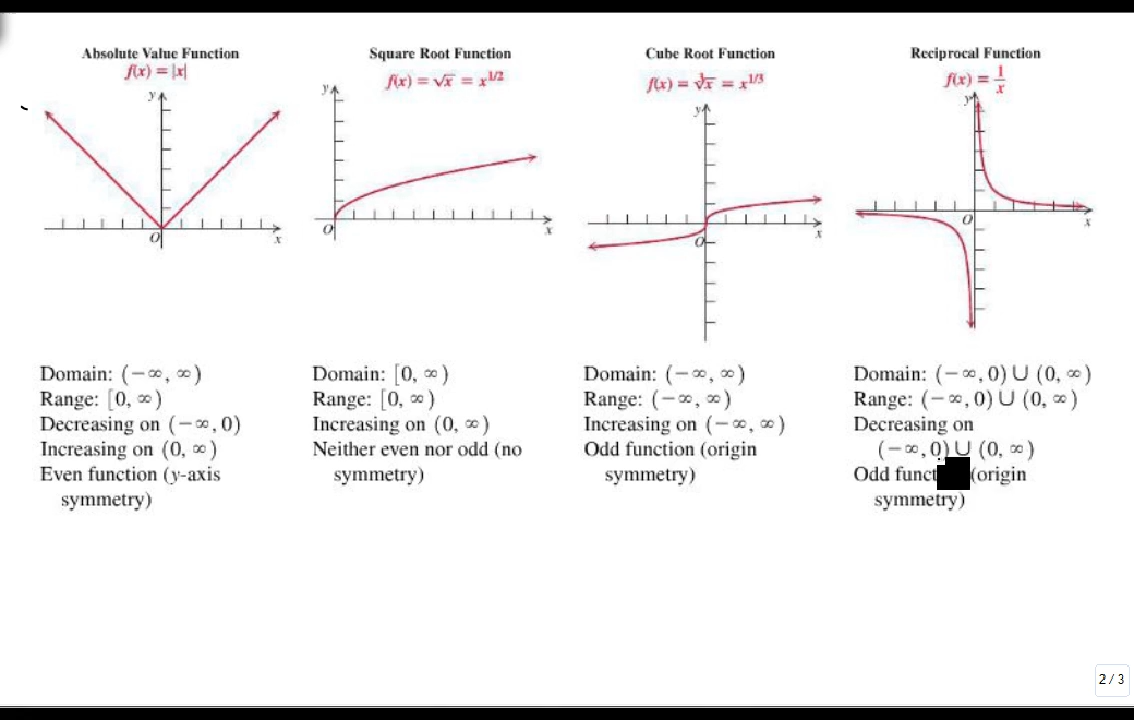 Absolute Value Function
f(x) = |x|
y
O
x
Domain: (−∞, ∞)
Range: [0, ∞)
Decreasing on (−∞, 0)
Increasing on (0, ∞)
Even function (y-axis
symmetry)
Square Root Function
f(x) = √x = x^1/2
y
O
x
Domain: [0, ∞)
Range: [0, ∞)
Increasing on (0, ∞)
Neither even nor odd (no
symmetry)
Cube Root Function
f(x) = ∛x = x^1/3
y
O
x
Domain: (−∞, ∞)
Range: (−∞, ∞)
Increasing on (−∞, ∞)
Odd function (origin
symmetry)
Reciprocal Function
f(x) = 1/x
y
O
x
Domain: (−∞, 0) ∪ (0, ∞)
Range: (−∞, 0) ∪ (0, ∞)
Decreasing on
(−∞, 0) ∪ (0, ∞)
Odd funct (origin
symmetry)
2 / 3